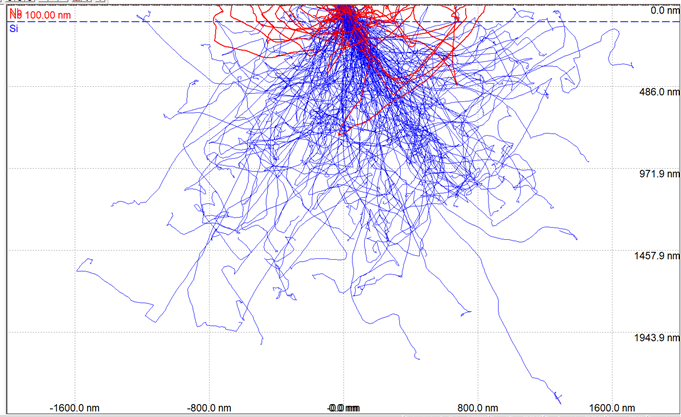 Nb 100.00 nm
0.0 nm
Si
486.0 nm
971.9 nm
1457.9 nm
1943.9 nm
-1600.0 nm -800.0 nm 800.0 nm 1600.0 nm